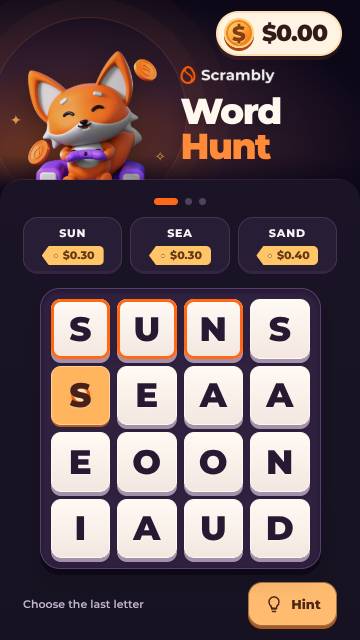 $0.00
Scrambly
Word
Hunt
SUN SEA SAND
$0.30 $0.30 $0.40
S U N S
S E A A
E O O N
I A U D
Choose the last letter Hint